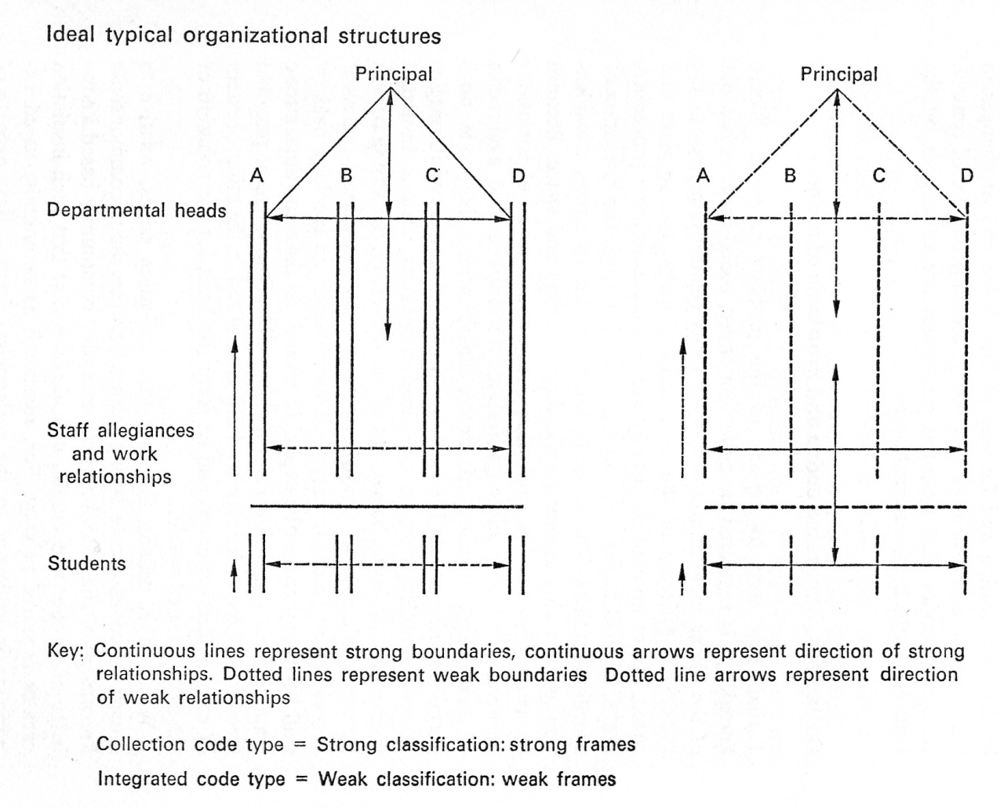 Ideal typical organizational structures
Principal
Principal
A B C D
A B C D
Departmental heads
Staff allegiances
and work
relationships
Students
Key: Continuous lines represent strong boundaries, continuous arrows represent direction of strong
relationships. Dotted lines represent weak boundaries Dotted line arrows represent direction
of weak relationships
Collection code type = Strong classification: strong frames
Integrated code type = Weak classification: weak frames